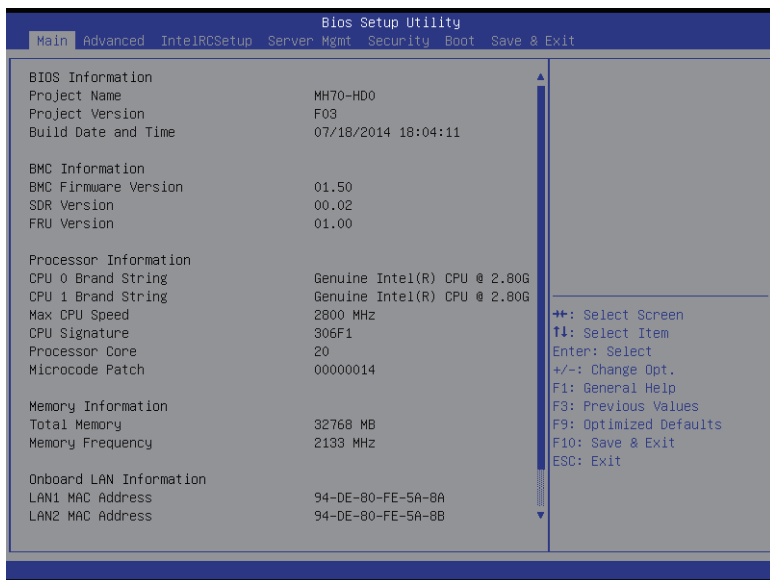 Bios Setup Utility
Main Advanced IntelRCSetup Server Mgmt Security Boot Save & Exit
BIOS Information
Project Name MH70-HD0
Project Version F03
Build Date and Time 07/18/2014 18:04:11
BMC Information
BMC Firmware Version 01.50
SDR Version 00.02
FRU Version 01.00
Processor Information
CPU 0 Brand String Genuine Intel(R) CPU @ 2.80G
CPU 1 Brand String Genuine Intel(R) CPU @ 2.80G
Max CPU Speed 2800 MHz
CPU Signature 306F1
Processor Core 20
Microcode Patch 00000014
Memory Information
Total Memory 32768 MB
Memory Frequency 2133 MHz
Onboard LAN Information
LAN1 MAC Address 94-DE-80-FE-5A-8A
LAN2 MAC Address 94-DE-80-FE-5A-8B
→←: Select Screen
↑↓: Select Item
Enter: Select
+/-: Change Opt.
F1: General Help
F3: Previous Values
F9: Optimized Defaults
F10: Save & Exit
ESC: Exit